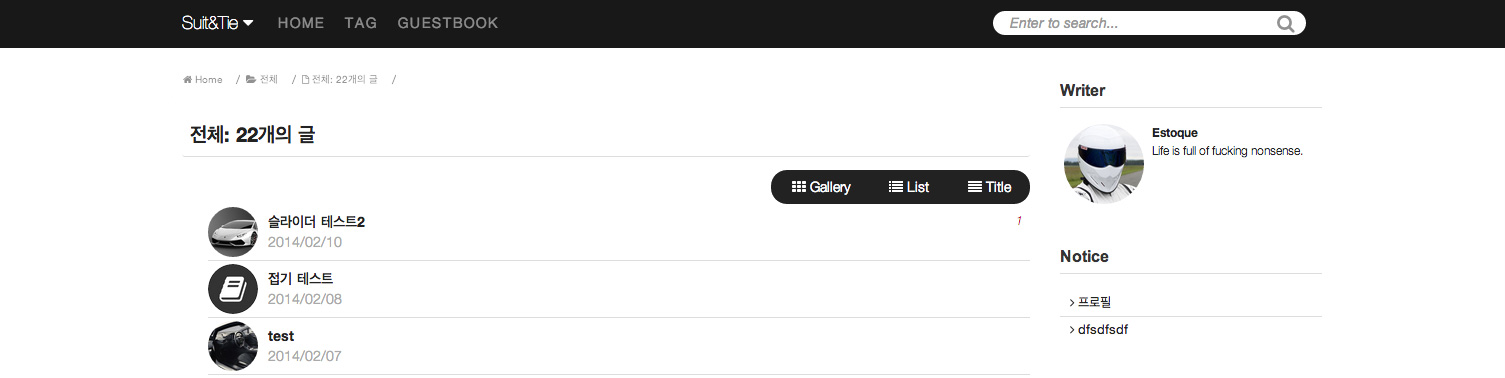 Suit&Tie HOME TAG GUESTBOOK Enter to search...
Home / 전체 / 전체: 22개의 글 /
전체: 22개의 글
Gallery List Title
슬라이더 테스트2 1
2014/02/10
접기 테스트
2014/02/08
test
2014/02/07
Writer
Estoque
Life is full of fucking nonsense.
Notice
프로필
dfsdfsdf